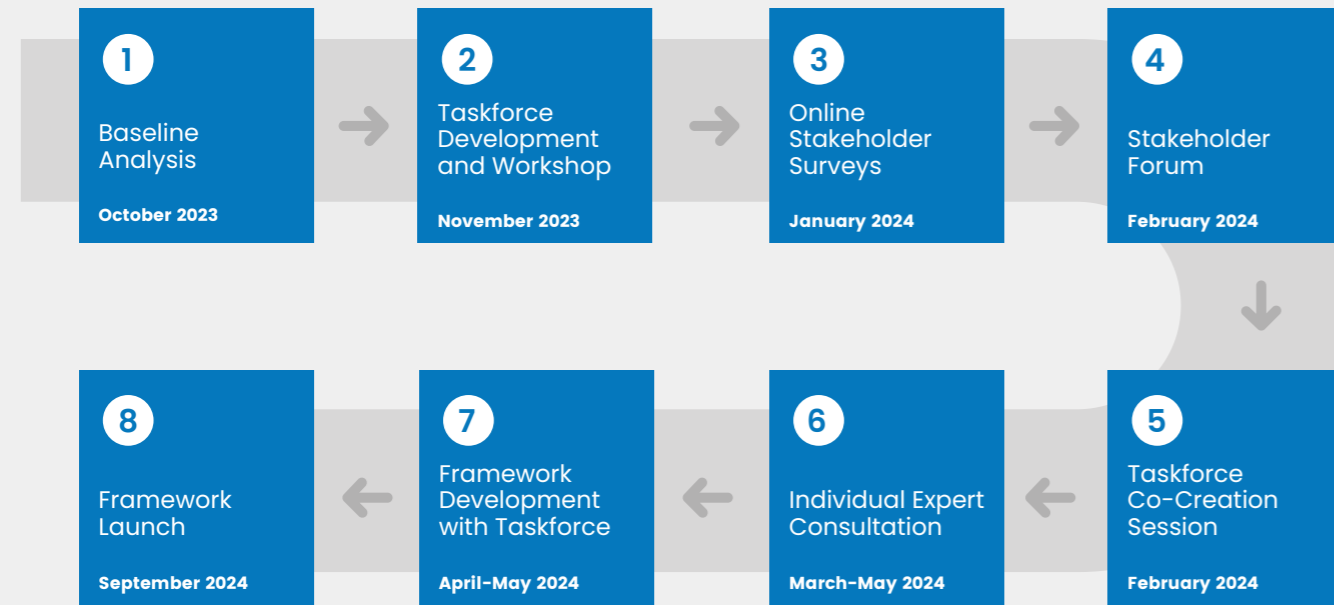 1
Baseline
Analysis
October 2023
2
Taskforce
Development
and Workshop
November 2023
3
Online
Stakeholder
Surveys
January 2024
4
Stakeholder
Forum
February 2024
5
Taskforce
Co-Creation
Session
February 2024
6
Individual Expert
Consultation
March-May 2024
7
Framework
Development
with Taskforce
April-May 2024
8
Framework
Launch
September 2024